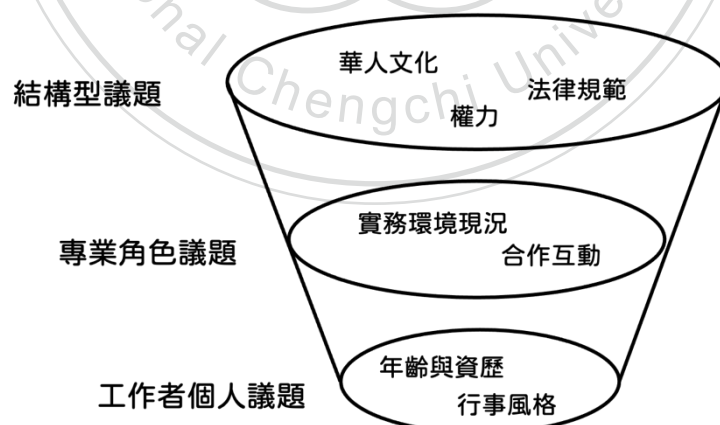 華人文化
結構型議題
法律規範
權力
實務環境現況
專業角色議題
合作互動
年齡與資歷
工作者個人議題
行事風格
Chengchi Unive